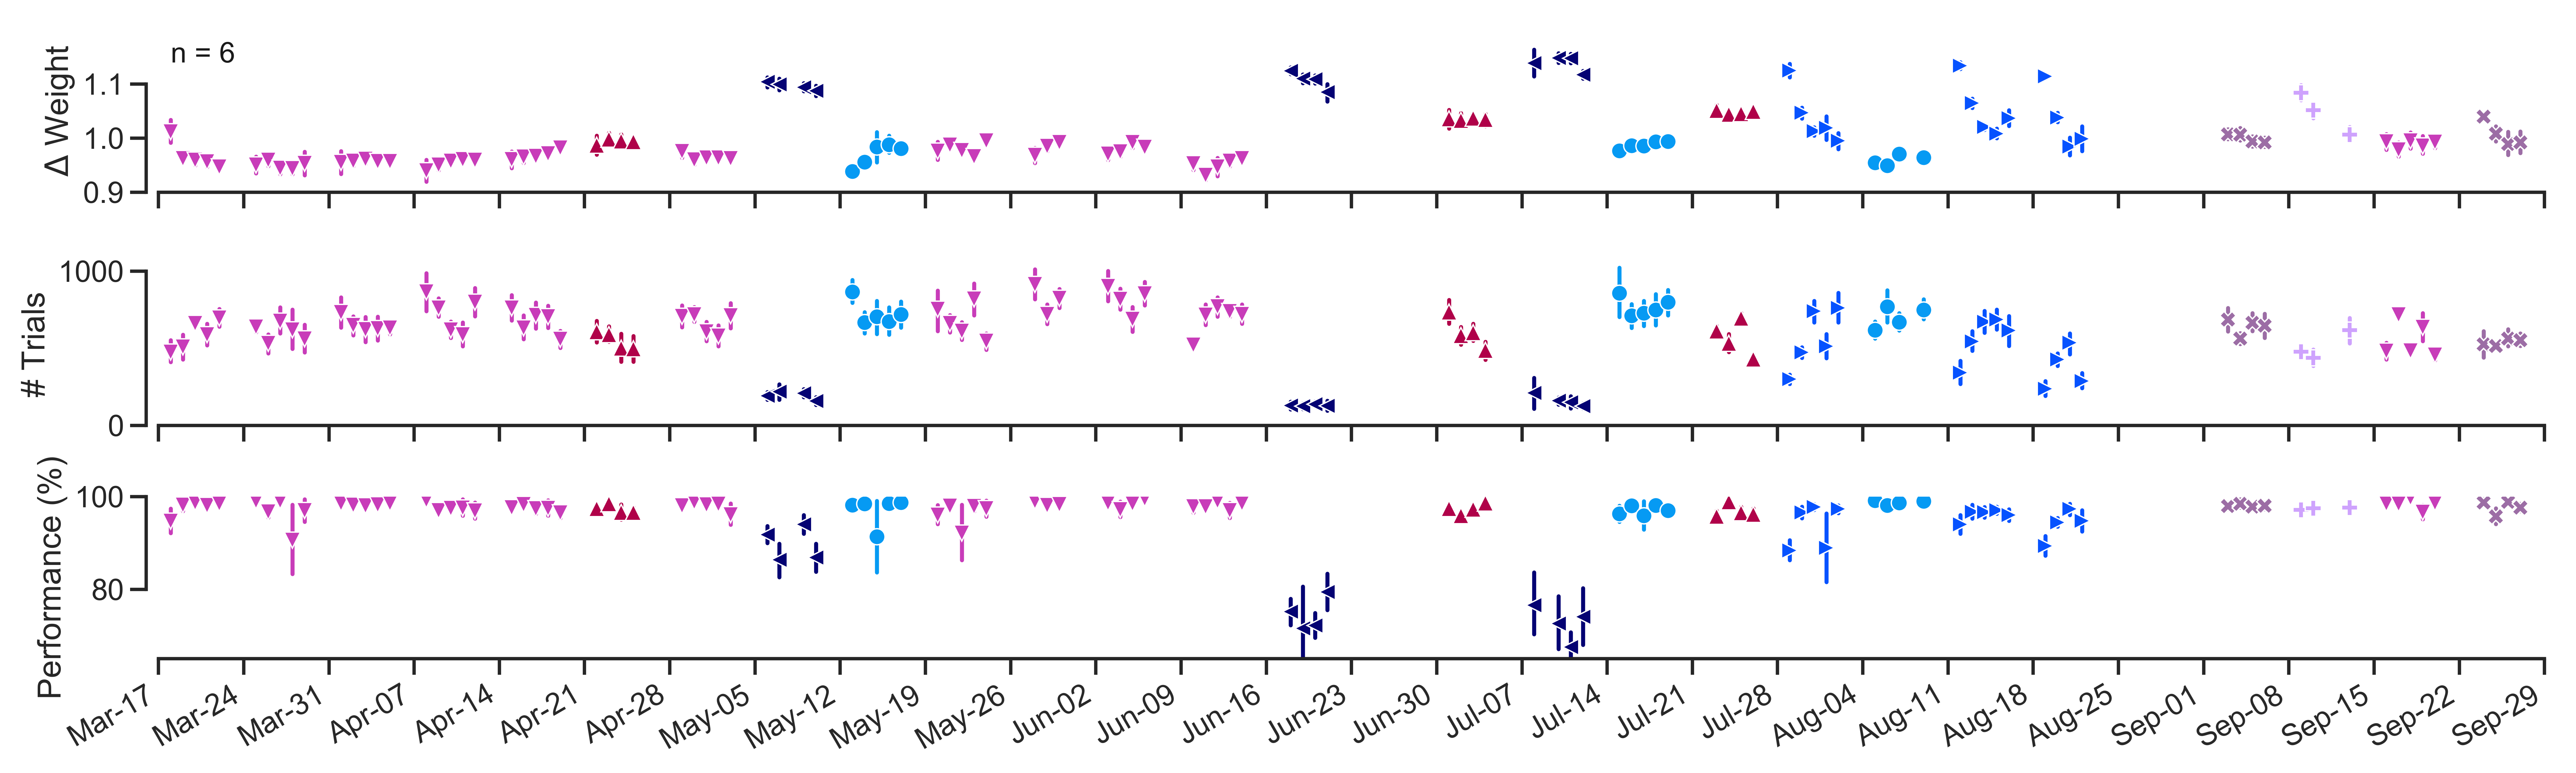 n = 6
Δ Weight
1.1
1.0
0.9
# Trials
1000
0
Performance (%)
100
80
Mar-17
Mar-24
Mar-31
Apr-07
Apr-14
Apr-21
Apr-28
May-05
May-12
May-19
May-26
Jun-02
Jun-09
Jun-16
Jun-23
Jun-30
Jul-07
Jul-14
Jul-21
Jul-28
Aug-04
Aug-11
Aug-18
Aug-25
Sep-01
Sep-08
Sep-15
Sep-22
Sep-29